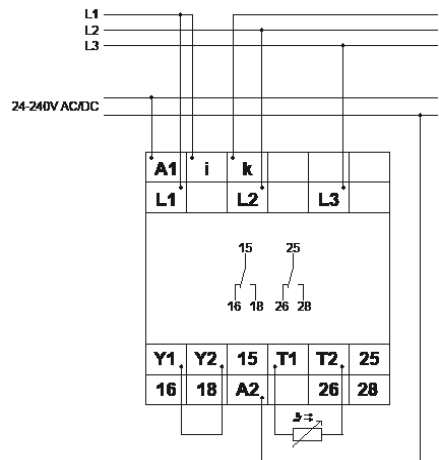 L1
L2
L3
24-240V AC/DC
A1 i k
L1 L2 L3
15 25
16 18 26 28
Y1 Y2 15 T1 T2 25
16 18 A2 26 28